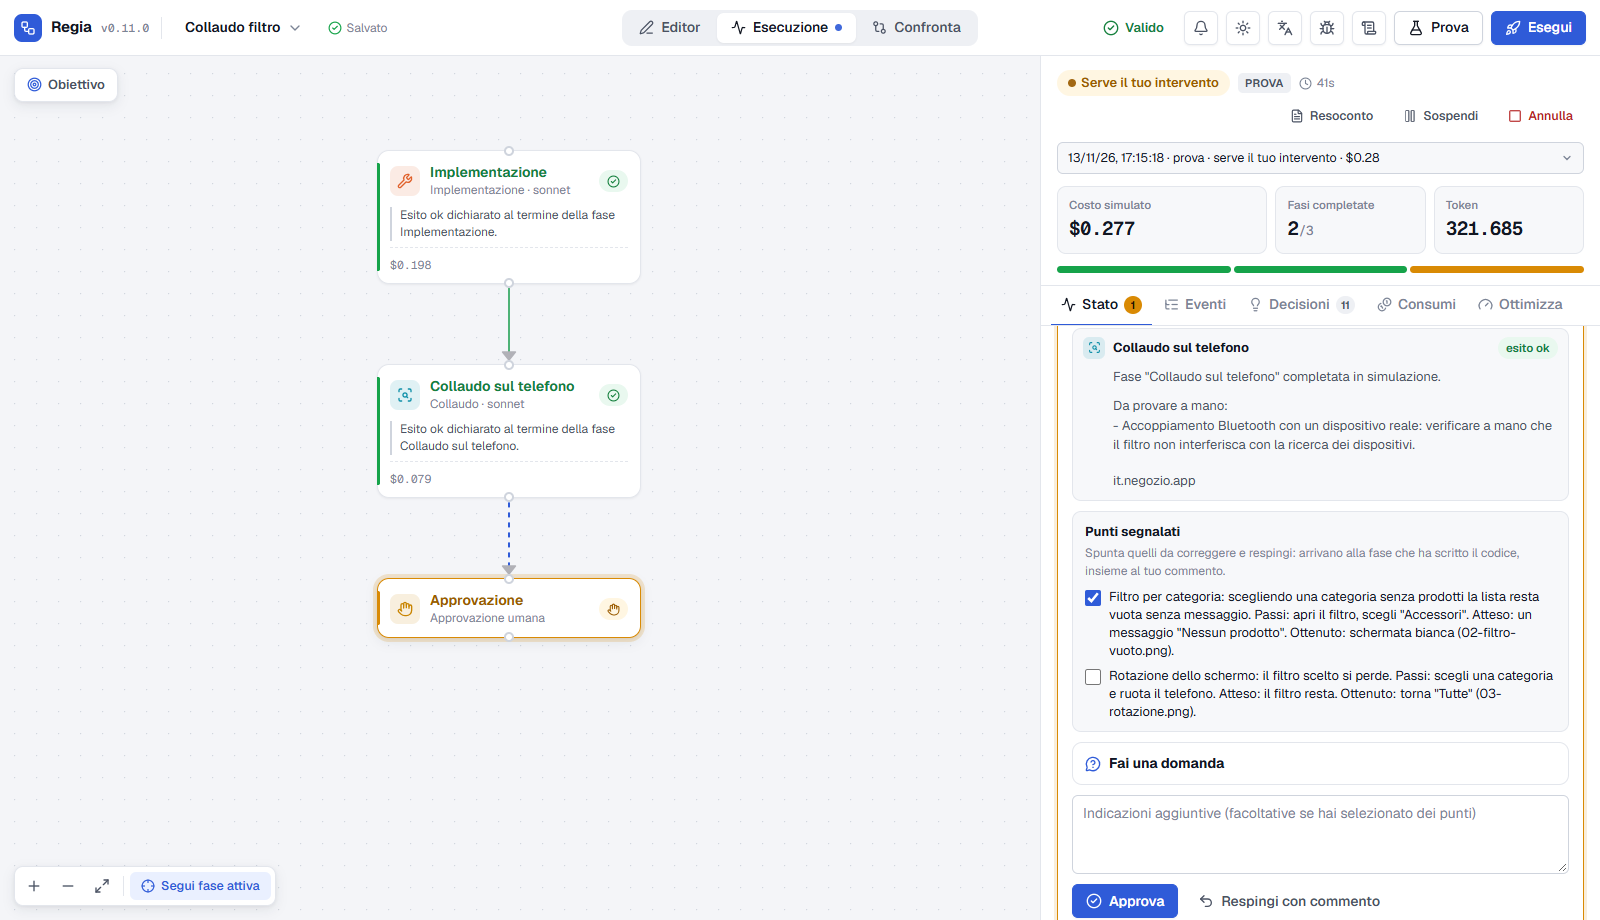 Regia v0.11.0
Collaudo filtro
Salvato
Editor
Esecuzione
Confronta
Valido
Prova
Esegui
Obiettivo
Implementazione
Implementazione · sonnet
Esito ok dichiarato al termine della fase
Implementazione.
$0.198
Collaudo sul telefono
Collaudo · sonnet
Esito ok dichiarato al termine della fase
Collaudo sul telefono.
$0.079
Approvazione
Approvazione umana
Segui fase attiva
Serve il tuo intervento
PROVA
41s
Resoconto
Sospendi
Annulla
13/11/26, 17:15:18 · prova · serve il tuo intervento · $0.28
Costo simulato
$0.277
Fasi completate
2/3
Token
321.685
Stato 1
Eventi
Decisioni 11
Consumi
Ottimizza
Collaudo sul telefono
esito ok
Fase "Collaudo sul telefono" completata in simulazione.
Da provare a mano:
- Accoppiamento Bluetooth con un dispositivo reale: verificare a mano che
il filtro non interferisca con la ricerca dei dispositivi.
it.negozio.app
Punti segnalati
Spunta quelli da correggere e respingi: arrivano alla fase che ha scritto il codice,
insieme al tuo commento.
Filtro per categoria: scegliendo una categoria senza prodotti la lista resta
vuota senza messaggio. Passi: apri il filtro, scegli "Accessori". Atteso: un
messaggio "Nessun prodotto". Ottenuto: schermata bianca (02-filtro-
vuoto.png).
Rotazione dello schermo: il filtro scelto si perde. Passi: scegli una categoria
e ruota il telefono. Atteso: il filtro resta. Ottenuto: torna "Tutte" (03-
rotazione.png).
Fai una domanda
Indicazioni aggiuntive (facoltative se hai selezionato dei punti)
Approva
Respingi con commento